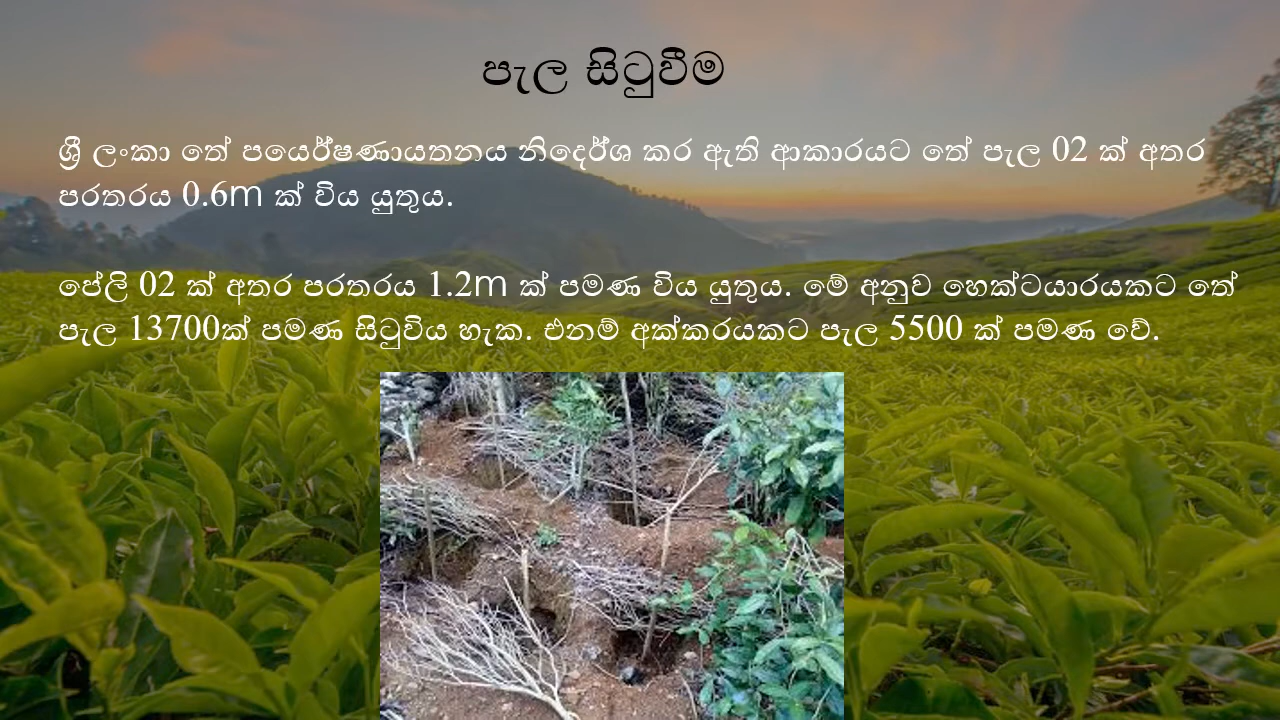 පැල සිටුවීම
ශ්‍රී ලංකා තේ පයෙර්ෂණායතනය නිදෙර්ශ කර ඇති ආකාරයට තේ පැල 02 ක් අතර
පරතරය 0.6m ක් විය යුතුය.
පේලි 02 ක් අතර පරතරය 1.2m ක් පමණ විය යුතුය. මේ අනුව හෙක්ටයාරයකට තේ
පැල 13700ක් පමණ සිටුවිය හැක. එනම් අක්කරයකට පැල 5500 ක් පමණ වේ.